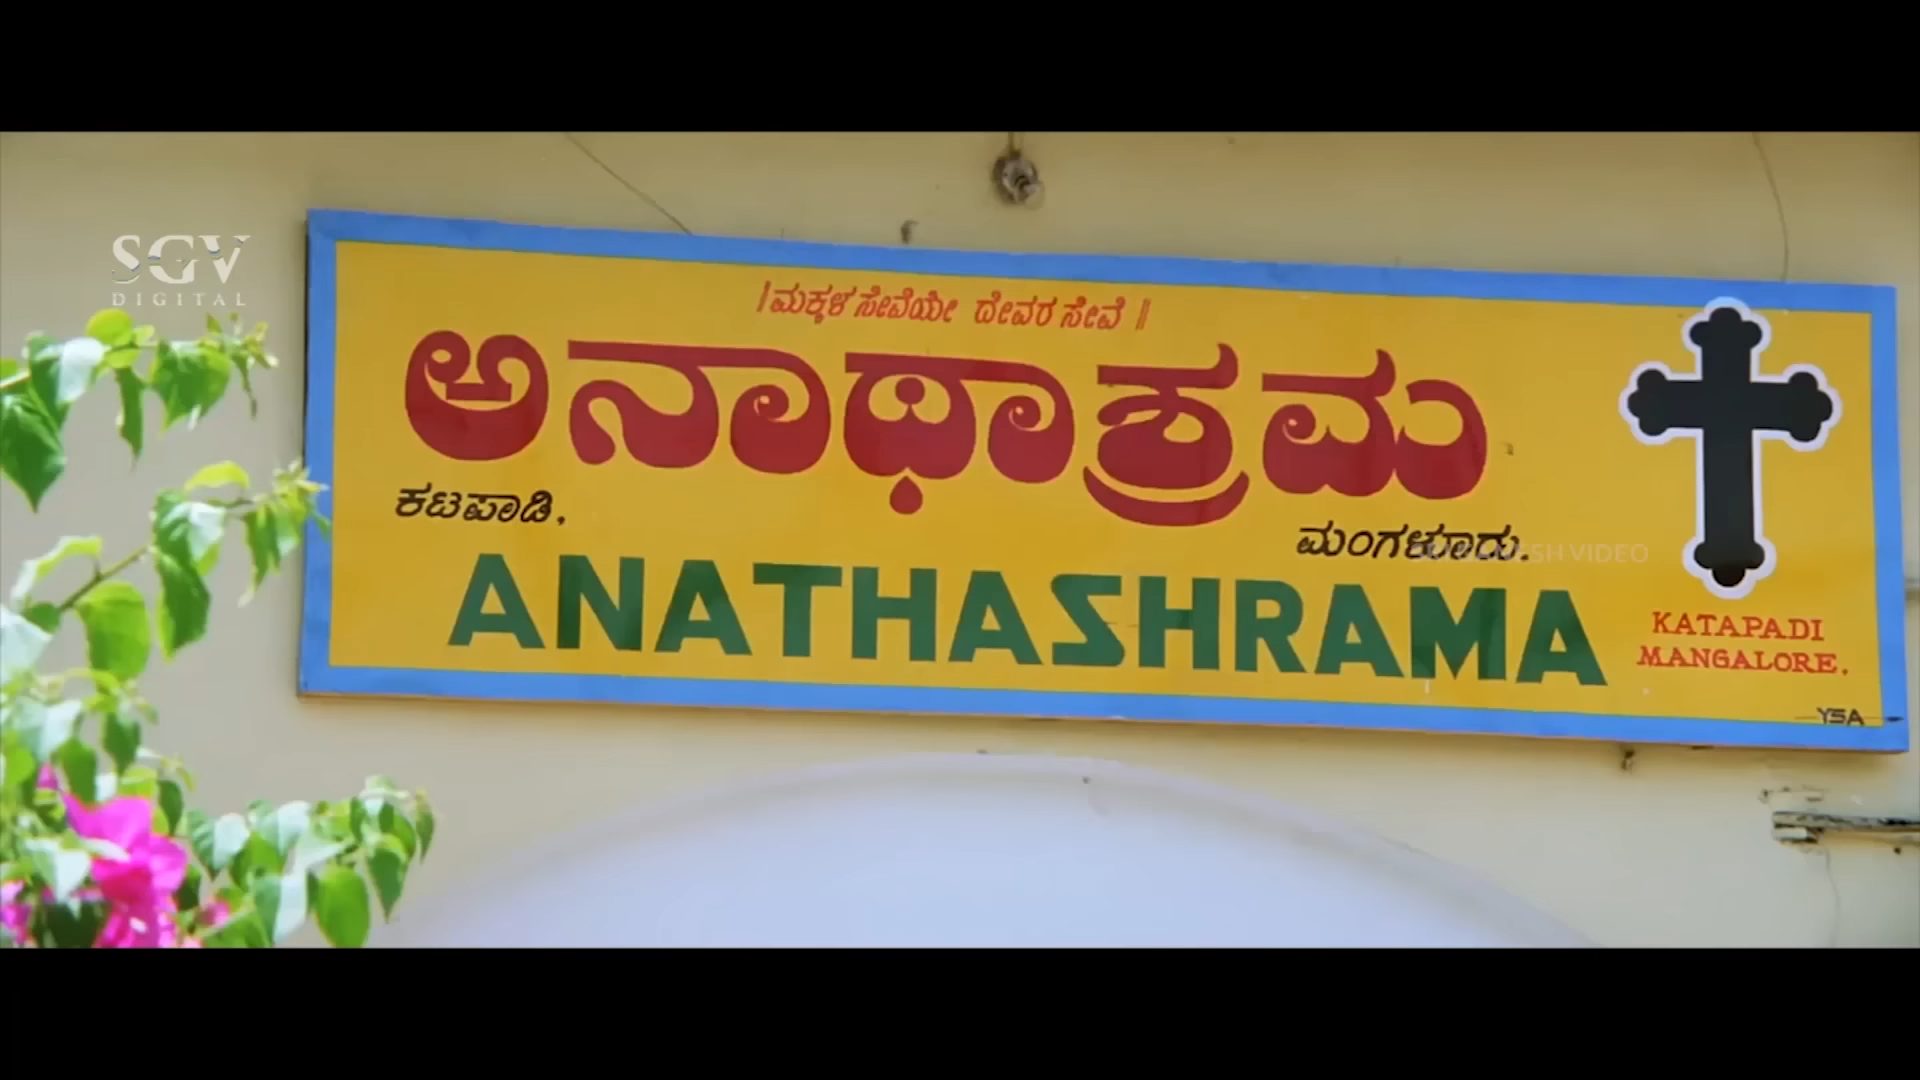 SGV
DIGITAL
|ಮಕ್ಕಳ ಸೇವೆಯೇ ದೇವರ ಸೇವೆ ||
ಅನಾಥಾಶ್ರಮ
ಕಟಪಾಡಿ,
ಮಂಗಳೂರು.
ANATHASHRAMA
KATAPADI
MANGALORE.
YSA